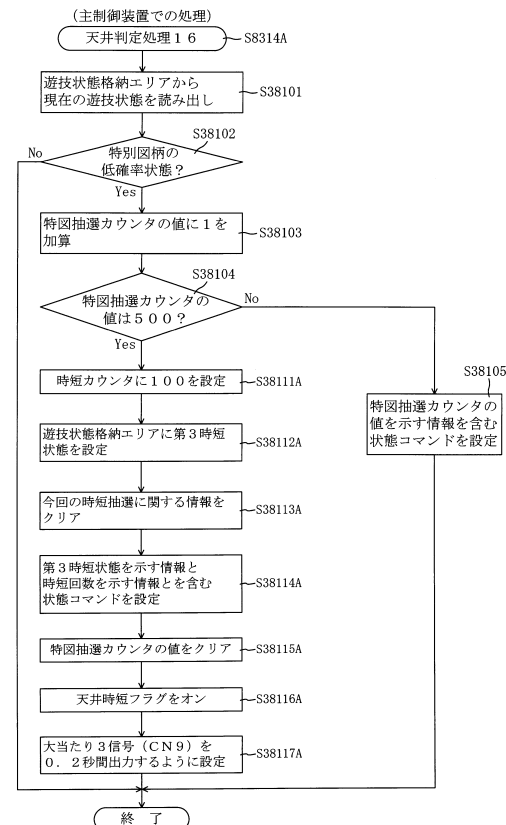 (主制御装置での処理)
天井判定処理16
S8314A
遊技状態格納エリアから
現在の遊技状態を読み出し
S38101
S38102
No
特別図柄の
低確率状態?
Yes
特図抽選カウンタの値に1を
加算
S38103
S38104
特図抽選カウンタの
値は500?
No
Yes
時短カウンタに100を設定
S38111A
S38105
特図抽選カウンタの
値を示す情報を含む
状態コマンドを設定
遊技状態格納エリアに第3時短
状態を設定
S38112A
今回の時短抽選に関する情報を
クリア
S38113A
第3時短状態を示す情報と
時短回数を示す情報とを含む
状態コマンドを設定
S38114A
特図抽選カウンタの値をクリア
S38115A
天井時短フラグをオン
S38116A
大当たり3信号(CN9)を
0.2秒間出力するように設定
S38117A
終 了